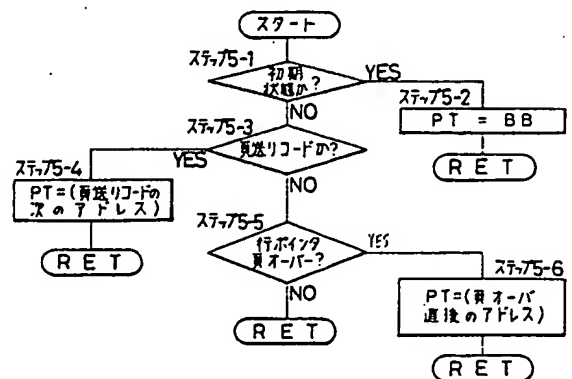 スタート
ステップ5-1
初期
状態か?
YES
ステップ5-2
NO
PT = BB
ステップ5-3
RET
頁送りコードか?
YES
ステップ5-4
PT=(頁送りコードの
次のアドレス)
NO
ステップ5-5
RET
行ポインタ
頁オーバー?
YES
ステップ5-6
NO
PT=(頁オーバ
直後のアドレス)
RET
RET